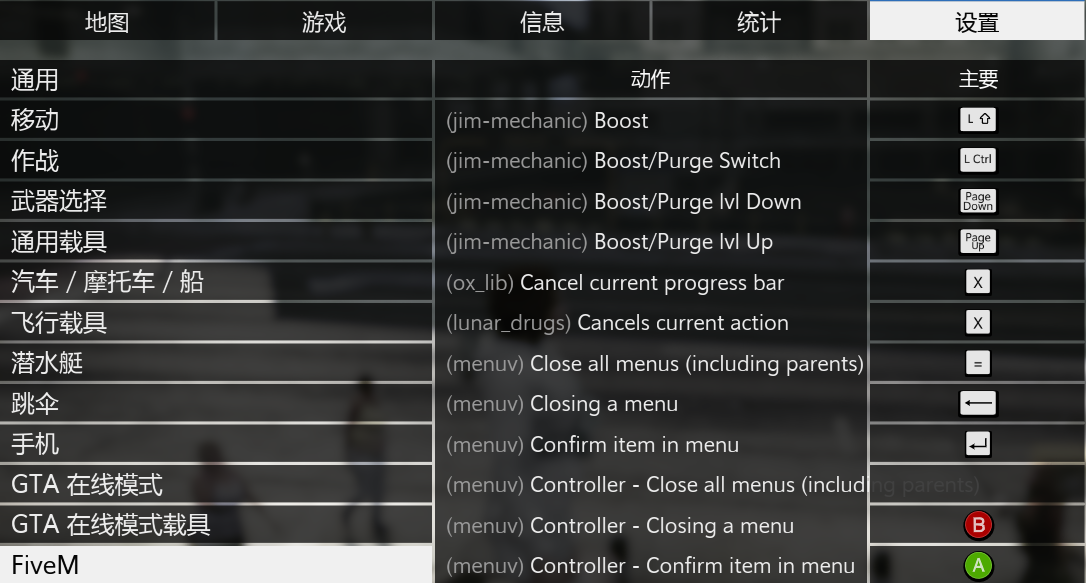 地图 游戏 信息 统计 设置
通用 动作 主要
移动 (jim-mechanic) Boost L ⇧
作战 (jim-mechanic) Boost/Purge Switch L Ctrl
武器选择 (jim-mechanic) Boost/Purge lvl Down Page Down
通用载具 (jim-mechanic) Boost/Purge lvl Up Page Up
汽车 / 摩托车 / 船 (ox_lib) Cancel current progress bar X
飞行载具 (lunar_drugs) Cancels current action X
潜水艇 (menuv) Close all menus (including parents) =
跳伞 (menuv) Closing a menu ⟵
手机 (menuv) Confirm item in menu ↵
GTA 在线模式 (menuv) Controller - Close all menus (including parents)
GTA 在线模式载具 (menuv) Controller - Closing a menu B
FiveM (menuv) Controller - Confirm item in menu A